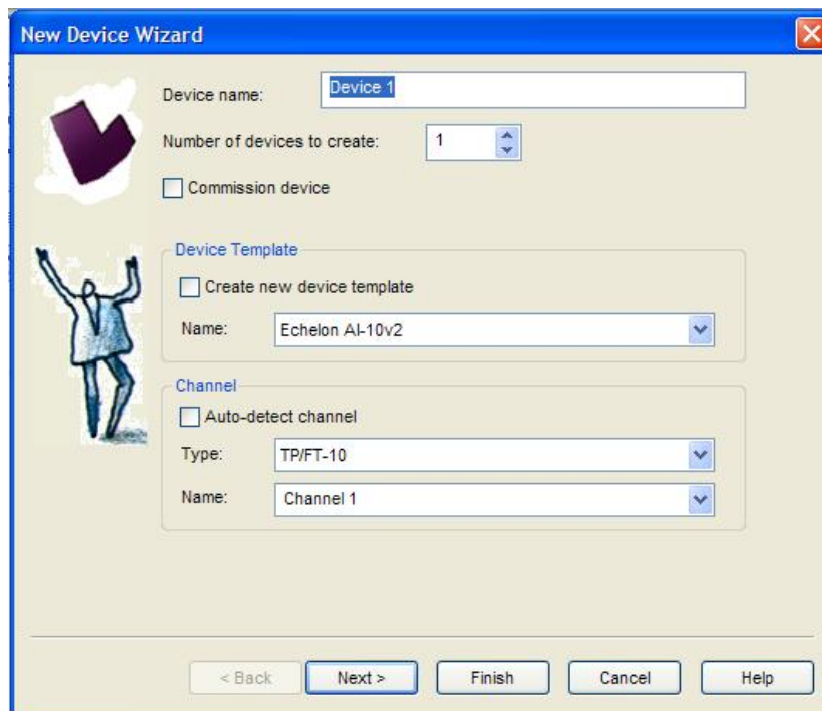 New Device Wizard
Device name: Device 1
Number of devices to create: 1
Commission device
Device Template
Create new device template
Name: Echelon AI-10v2
Channel
Auto-detect channel
Type: TP/FT-10
Name: Channel 1
< Back Next > Finish Cancel Help